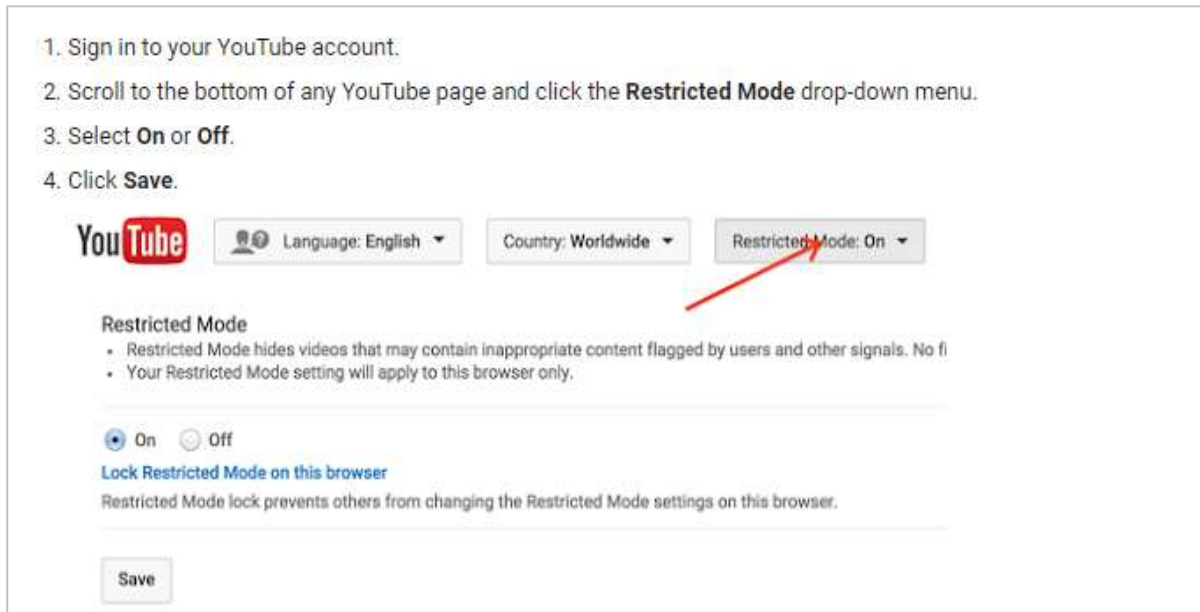 1. Sign in to your YouTube account.
2. Scroll to the bottom of any YouTube page and click the Restricted Mode drop-down menu.
3. Select On or Off.
4. Click Save.
YouTube Language: English Country: Worldwide Restricted Mode: On
Restricted Mode
• Restricted Mode hides videos that may contain inappropriate content flagged by users and other signals. No fi
• Your Restricted Mode setting will apply to this browser only.
On Off
Lock Restricted Mode on this browser
Restricted Mode lock prevents others from changing the Restricted Mode settings on this browser.
Save